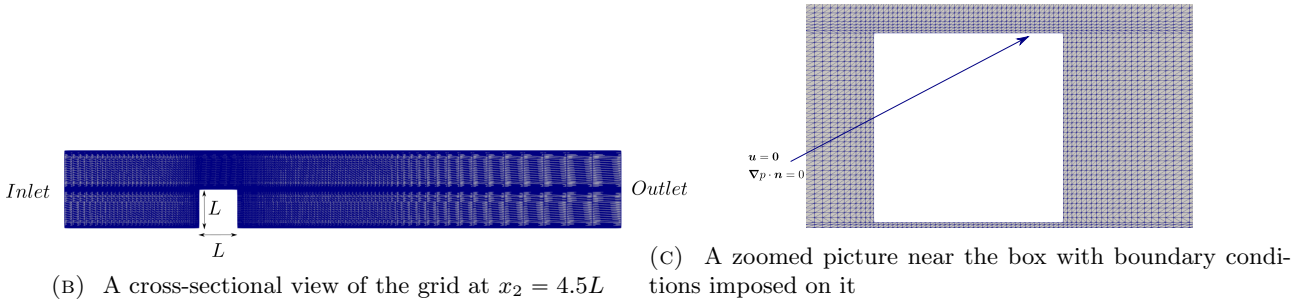 Inlet
L
L
Outlet
(B) A cross-sectional view of the grid at x₂ = 4.5L
u = 0
∇p · n = 0
(C) A zoomed picture near the box with boundary condi-
tions imposed on it